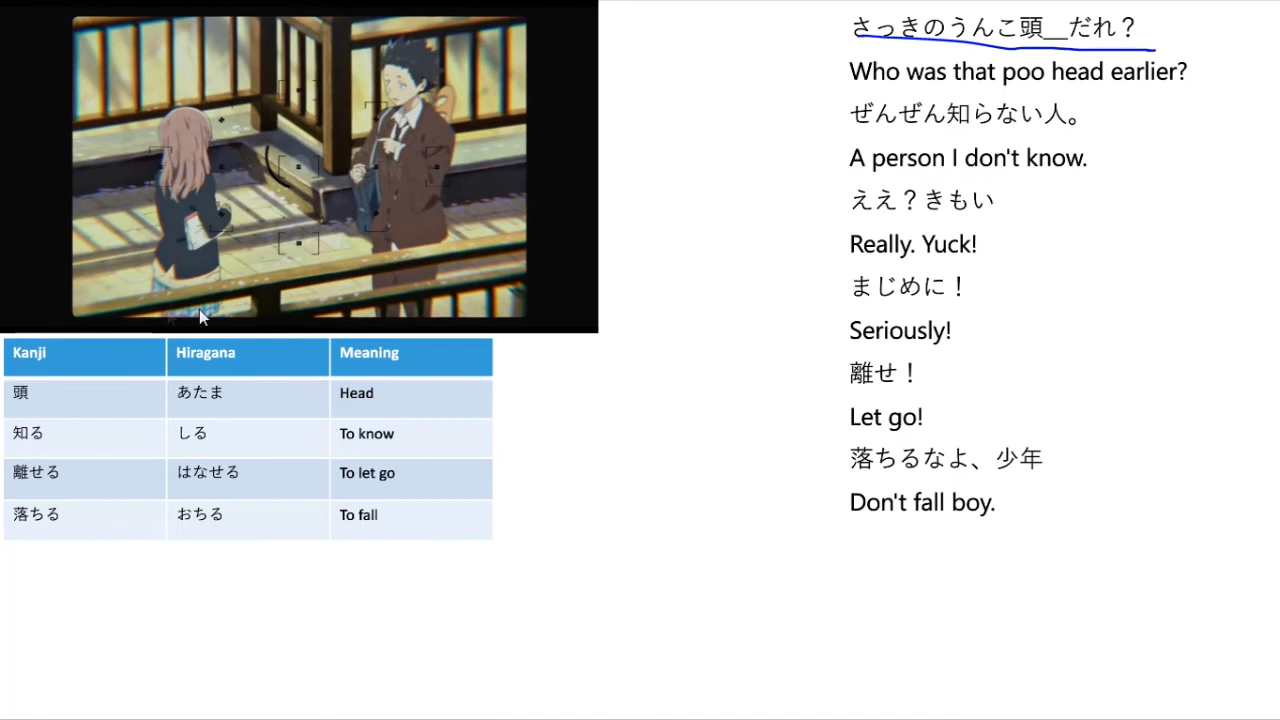 さっきのうんこ頭__だれ？
Who was that poo head earlier?
ぜんぜん知らない人。
A person I don't know.
ええ？きもい
Really. Yuck!
まじめに！
Seriously!
離せ！
Let go!
落ちるなよ、少年
Don't fall boy.
Kanji Hiragana Meaning
頭 あたま Head
知る しる To know
離せる はなせる To let go
落ちる おちる To fall